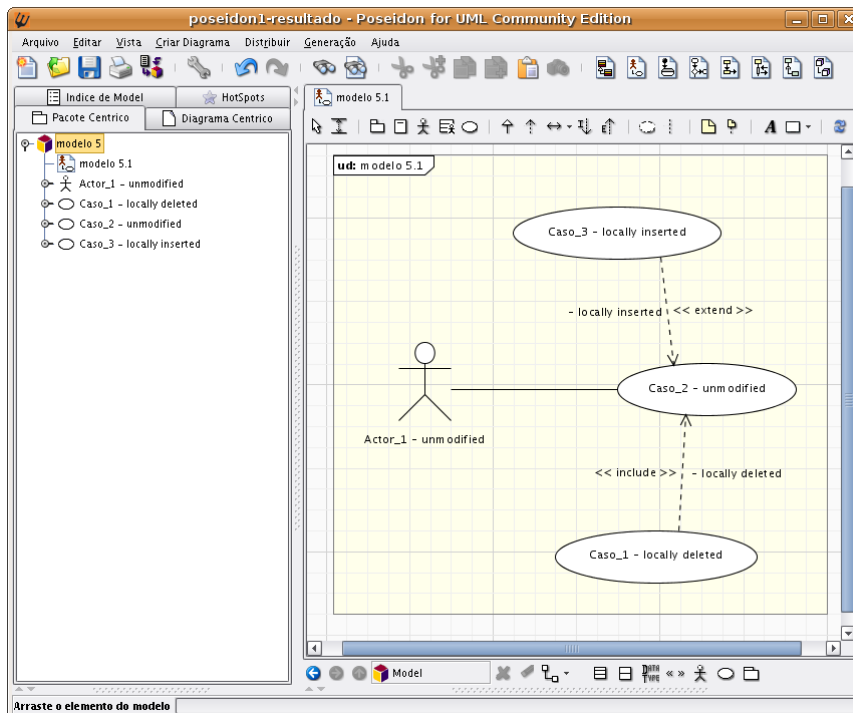 poseidon1-resultado - Poseidon for UML Community Edition
Arquivo Editar Vista Criar Diagrama Distribuir Generação Ajuda
Indice de Model HotSpots
Pacote Centrico Diagrama Centrico
modelo 5
modelo 5.1
Actor_1 - unmodified
Caso_1 - locally deleted
Caso_2 - unmodified
Caso_3 - locally inserted
modelo 5.1
A
ud: modelo 5.1
Caso_3 - locally inserted
- locally inserted << extend >>
Caso_2 - unmodified
Actor_1 - unmodified
<< include >> - locally deleted
Caso_1 - locally deleted
Model
DATA TYPE « »
Arraste o elemento do modelo